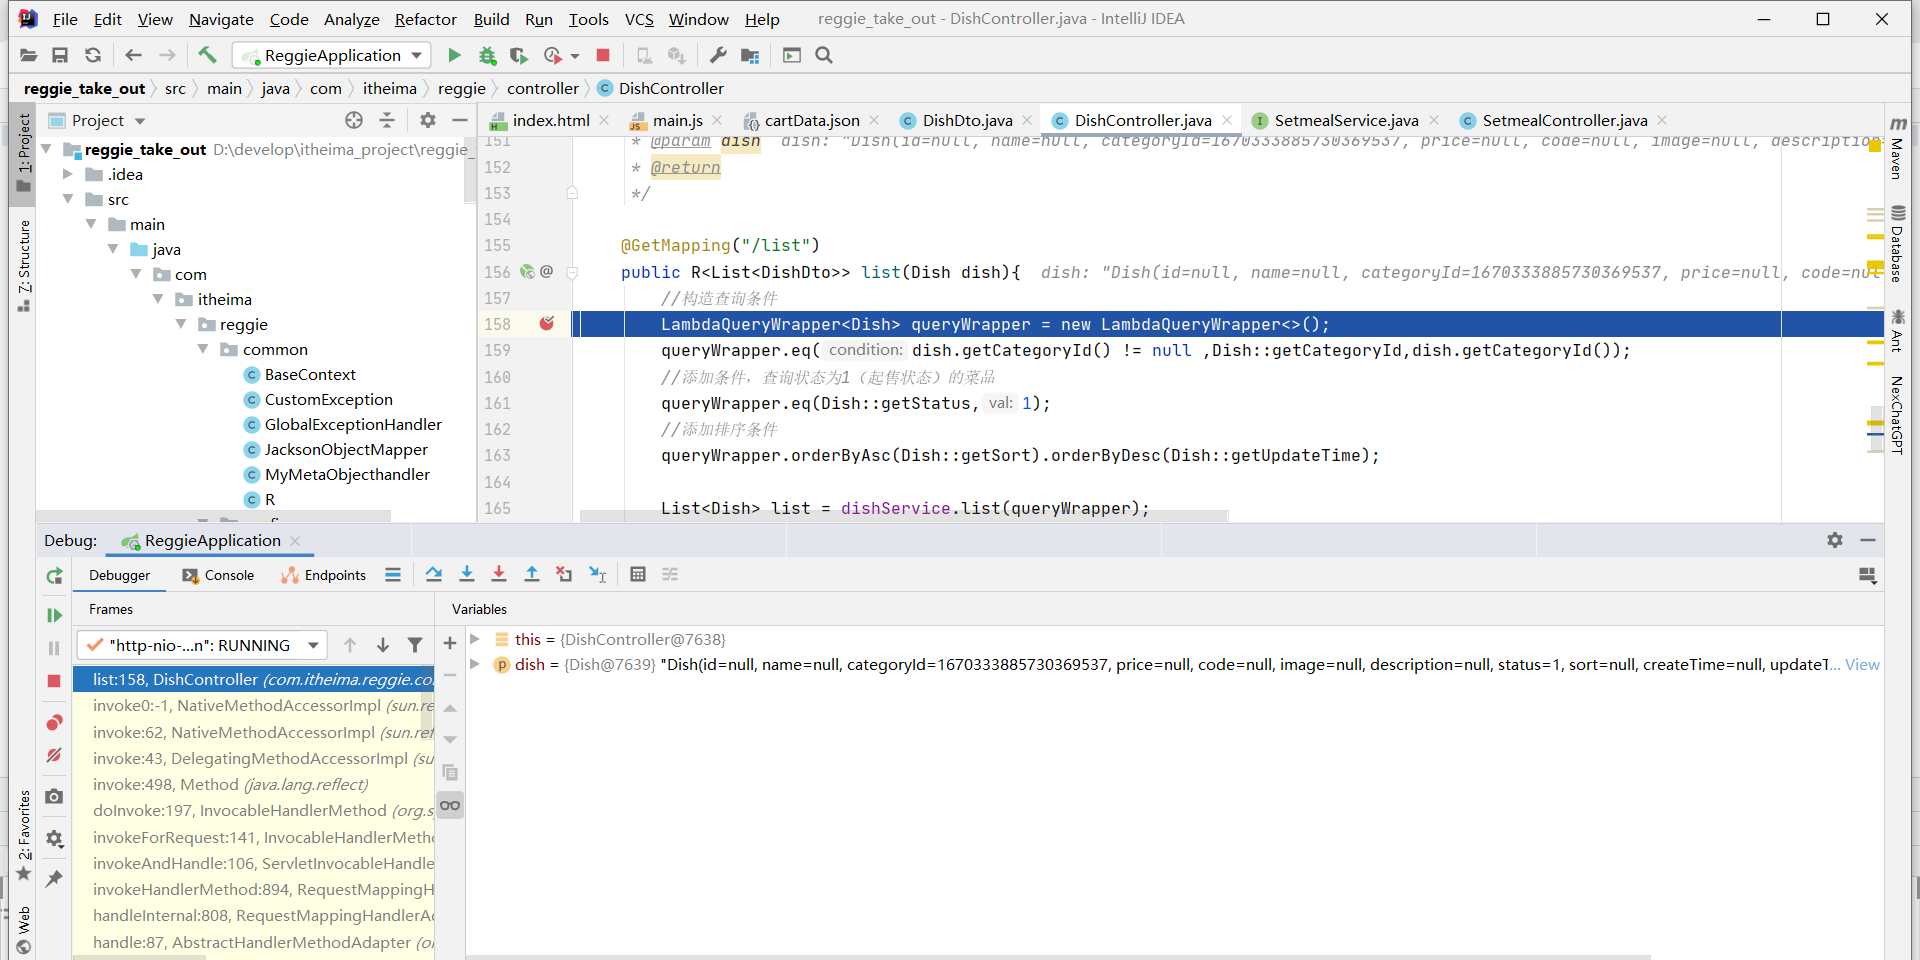 File Edit View Navigate Code Analyze Refactor Build Run Tools VCS Window Help reggie_take_out - DishController.java - IntelliJ IDEA
ReggieApplication
reggie_take_out src main java com itheima reggie controller DishController
Project
index.html main.js cartData.json DishDto.java DishController.java SetmealService.java SetmealController.java
1: Project
Z: Structure
2: Favorites
Web
reggie_take_out D:\develop\itheima_project\reggie_
.idea
src
main
java
com
itheima
reggie
common
BaseContext
CustomException
GlobalExceptionHandler
JacksonObjectMapper
MyMetaObjecthandler
R
151 * @param dish dish: "Dish(id=null, name=null, categoryId=1670333885730369537, price=null, code=null, image=null, description=
152 * @return
153 */
154
155 @GetMapping("/list")
156 @ public R<List<DishDto>> list(Dish dish){ dish: "Dish(id=null, name=null, categoryId=1670333885730369537, price=null, code=nul
157 //构造查询条件
158 LambdaQueryWrapper<Dish> queryWrapper = new LambdaQueryWrapper<>();
159 queryWrapper.eq( condition: dish.getCategoryId() != null ,Dish::getCategoryId,dish.getCategoryId());
160 //添加条件，查询状态为1（起售状态）的菜品
161 queryWrapper.eq(Dish::getStatus, val: 1);
162 //添加排序条件
163 queryWrapper.orderByAsc(Dish::getSort).orderByDesc(Dish::getUpdateTime);
164
165 List<Dish> list = dishService.list(queryWrapper);
Maven
Database
Ant
NexChatGPT
Debug: ReggieApplication
Debugger Console Endpoints
Frames
Variables
"http-nio-...n": RUNNING
list:158, DishController (com.itheima.reggie.co
invoke0:-1, NativeMethodAccessorImpl (sun.re
invoke:62, NativeMethodAccessorImpl (sun.ref
invoke:43, DelegatingMethodAccessorImpl (su
invoke:498, Method (java.lang.reflect)
doInvoke:197, InvocableHandlerMethod (org.s
invokeForRequest:141, InvocableHandlerMetho
invokeAndHandle:106, ServletInvocableHandle
invokeHandlerMethod:894, RequestMappingH
handleInternal:808, RequestMappingHandlerAd
handle:87, AbstractHandlerMethodAdapter (o
this = {DishController@7638}
dish = {Dish@7639} "Dish(id=null, name=null, categoryId=1670333885730369537, price=null, code=null, image=null, description=null, status=1, sort=null, createTime=null, updateT... View